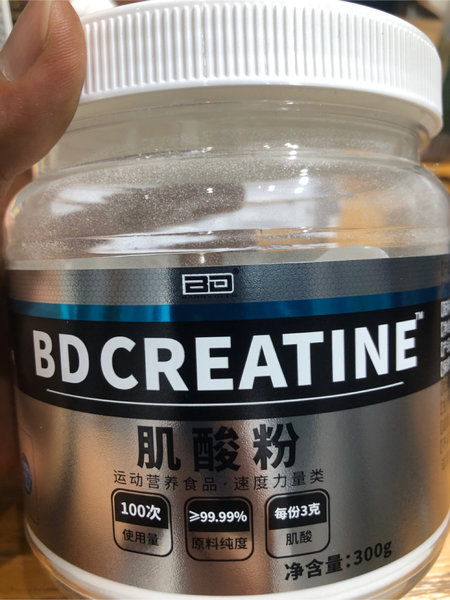 BD
BD CREATINE™
肌酸粉
运动营养食品·速度力量类
100次
使用量
≥99.99%
原料纯度
每份3克
肌酸
净含量:300g